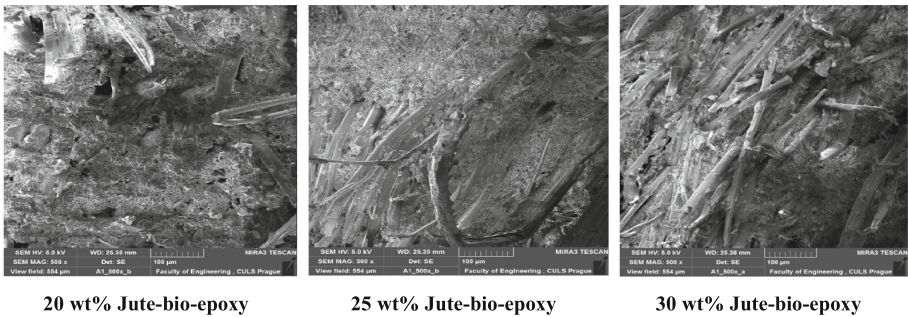 SEM HV: 5.0 kV WD: 25.35 mm MIRA3 TESCAN
SEM MAG: 500 x Det: SE 100 µm
View field: 554 µm A1_500x_b Faculty of Engineering , CULS Prague
SEM HV: 5.0 kV WD: 25.35 mm MIRA3 TESCAN
SEM MAG: 500 x Det: SE 100 µm
View field: 554 µm A1_500x_b Faculty of Engineering , CULS Prague
SEM HV: 5.0 kV WD: 25.36 mm MIRA3 TESCAN
SEM MAG: 500 x Det: SE 100 µm
View field: 554 µm A1_500x_a Faculty of Engineering , CULS Prague
20 wt% Jute-bio-epoxy
25 wt% Jute-bio-epoxy
30 wt% Jute-bio-epoxy